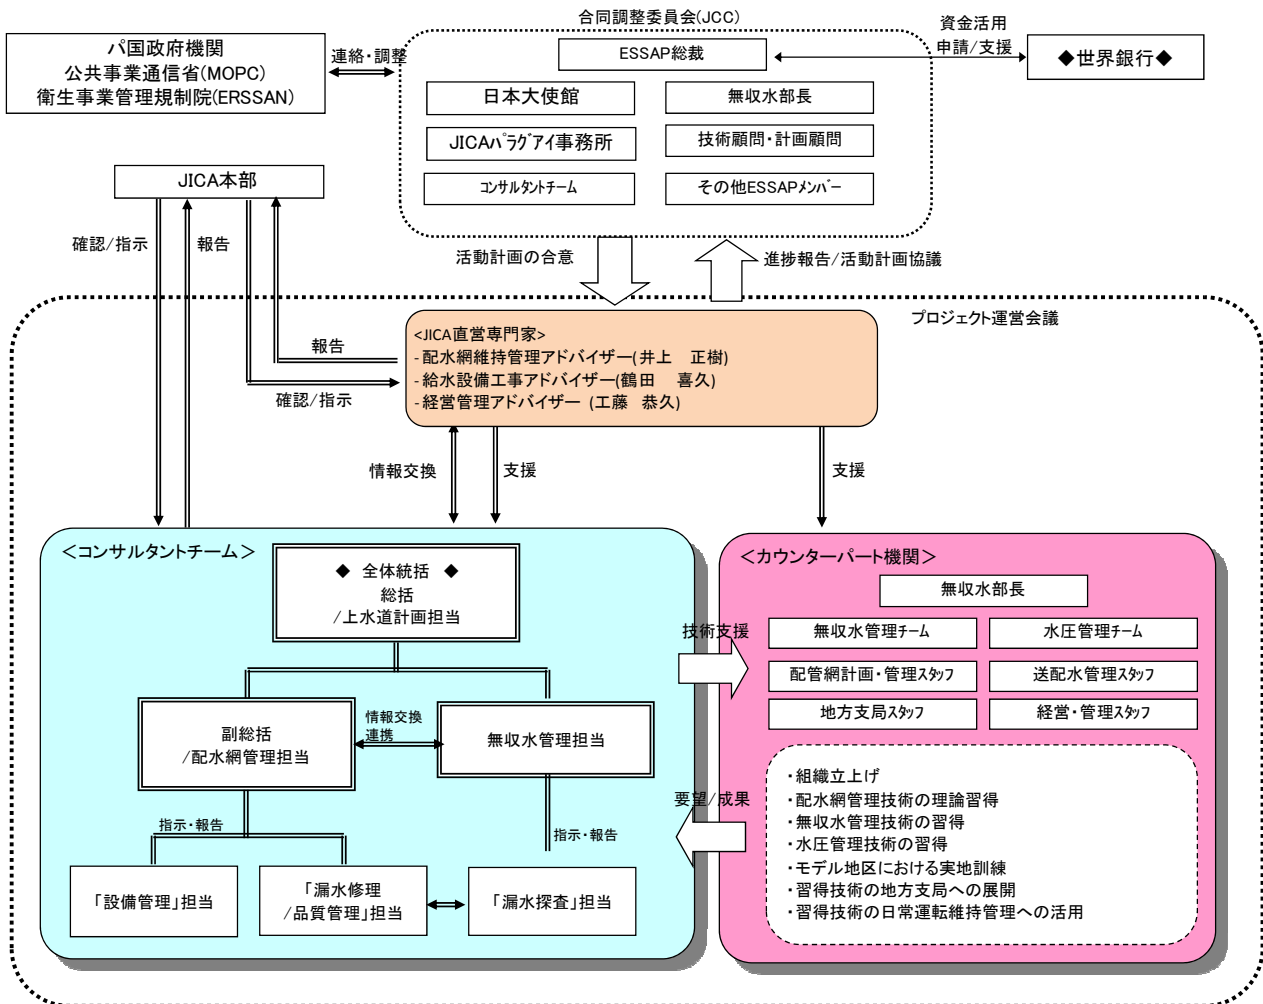 合同調整委員会(JCC)
パ国政府機関
公共事業通信省(MOPC)
衛生事業管理規制院(ERSSAN)
連絡・調整
ESSAP総裁
資金活用
申請/支援
◆世界銀行◆
日本大使館
無収水部長
JICAパラグアイ事務所
技術顧問・計画顧問
コンサルタントチーム
その他ESSAPメンバー
JICA本部
確認/指示
報告
活動計画の合意
進捗報告/活動計画協議
プロジェクト運営会議
報告
確認/指示
<JICA直営専門家>
-配水網維持管理アドバイザー(井上 正樹)
-給水設備工事アドバイザー(鶴田 喜久)
-経営管理アドバイザー (工藤 恭久)
情報交換
支援
支援
＜コンサルタントチーム＞
◆ 全体統括 ◆
総括
/上水道計画担当
副総括
/配水網管理担当
情報交換
連携
無収水管理担当
指示・報告
指示・報告
「設備管理」担当
「漏水修理
/品質管理」担当
「漏水探査」担当
技術支援
要望/成果
＜カウンターパート機関＞
無収水部長
無収水管理チーム
水圧管理チーム
配管網計画・管理スタッフ
送配水管理スタッフ
地方支局スタッフ
経営・管理スタッフ
・組織立上げ
・配水網管理技術の理論習得
・無収水管理技術の習得
・水圧管理技術の習得
・モデル地区における実地訓練
・習得技術の地方支局への展開
・習得技術の日常運転維持管理への活用